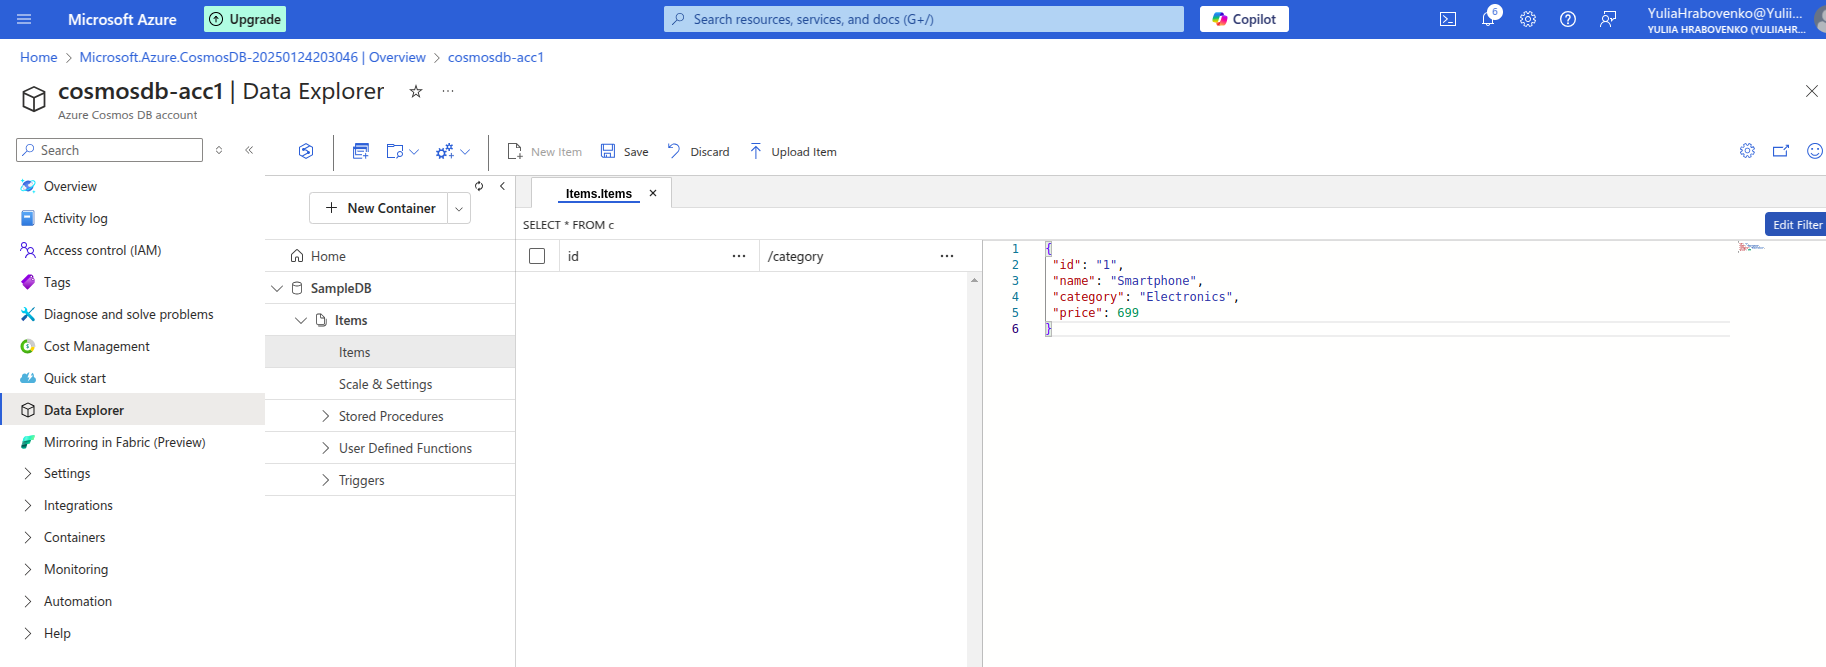 Microsoft Azure
Upgrade
Search resources, services, and docs (G+/)
Copilot
6
YuliaHrabovenko@Yulii...
YULIIA HRABOVENKO (YULIIAHR...
Home > Microsoft.Azure.CosmosDB-20250124203046 | Overview > cosmosdb-acc1
cosmosdb-acc1 | Data Explorer
Azure Cosmos DB account
Search
Overview
Activity log
Access control (IAM)
Tags
Diagnose and solve problems
Cost Management
Quick start
Data Explorer
Mirroring in Fabric (Preview)
Settings
Integrations
Containers
Monitoring
Automation
Help
New Item
Save
Discard
Upload Item
New Container
Home
SampleDB
Items
Items
Scale & Settings
Stored Procedures
User Defined Functions
Triggers
Items.Items
SELECT * FROM c
Edit Filter
id
/category
1 {
2 "id": "1",
3 "name": "Smartphone",
4 "category": "Electronics",
5 "price": 699
6 }